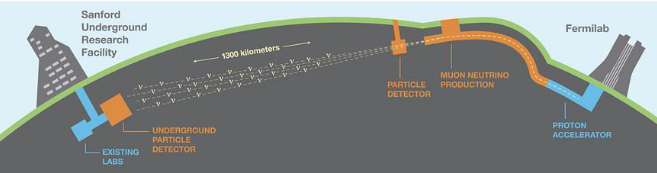 Sanford
Underground
Research
Facility
Fermilab
1300 kilometers
PARTICLE
DETECTOR
MUON NEUTRINO
PRODUCTION
PROTON
ACCELERATOR
UNDERGROUND
PARTICLE
DETECTOR
EXISTING
LABS